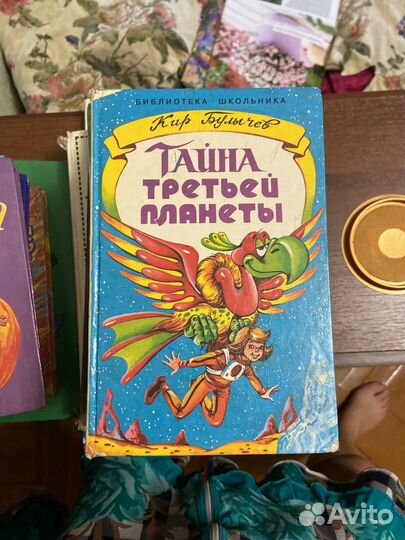 БИБЛИОТЕКА ШКОЛЬНИКА
Кир Булычев
ТАЙНА
ТРЕТЬЕЙ
ПЛАНЕТЫ
Avito